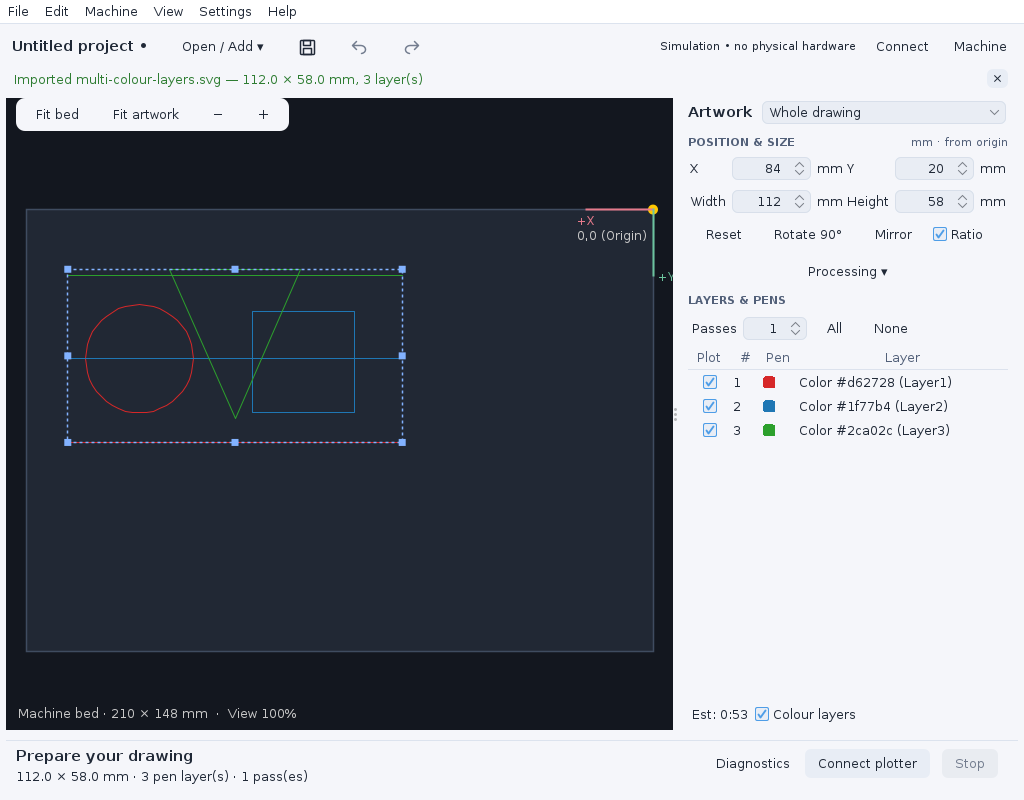 File Edit Machine View Settings Help
Untitled project • Open / Add ▾ Simulation • no physical hardware Connect Machine
Imported multi-colour-layers.svg — 112.0 × 58.0 mm, 3 layer(s)
Fit bed Fit artwork − +
+X
0,0 (Origin)
+Y
Machine bed · 210 × 148 mm · View 100%
Artwork Whole drawing
POSITION & SIZE mm · from origin
X 84 mm Y 20 mm
Width 112 mm Height 58 mm
Reset Rotate 90° Mirror Ratio
Processing ▾
LAYERS & PENS
Passes 1 All None
Plot # Pen Layer
1 Color #d62728 (Layer1)
2 Color #1f77b4 (Layer2)
3 Color #2ca02c (Layer3)
Est: 0:53 Colour layers
Prepare your drawing
112.0 × 58.0 mm · 3 pen layer(s) · 1 pass(es)
Diagnostics Connect plotter Stop